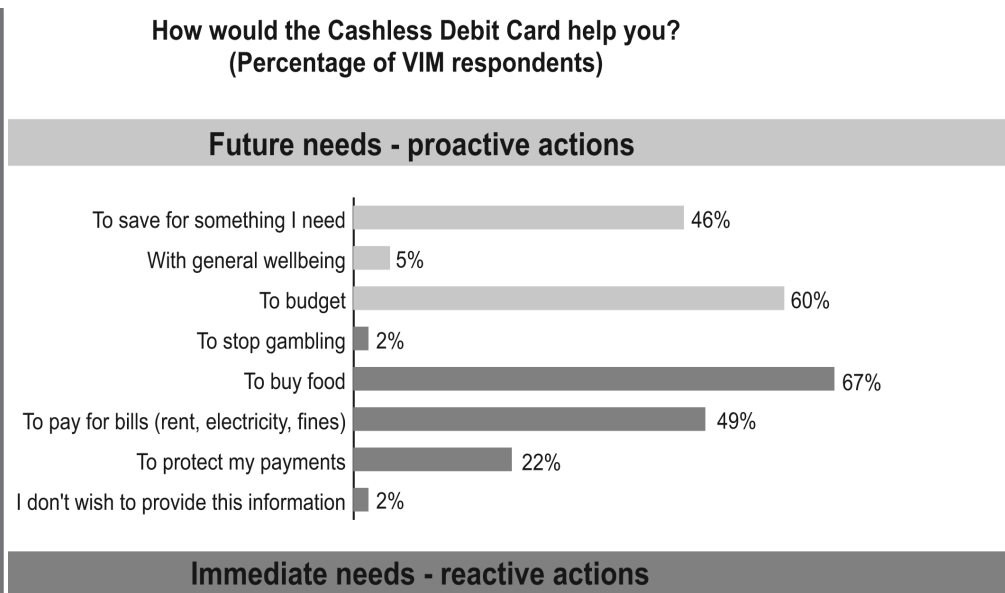 How would the Cashless Debit Card help you?
(Percentage of VIM respondents)
Future needs - proactive actions
To save for something I need 46%
With general wellbeing 5%
To budget 60%
To stop gambling 2%
To buy food 67%
To pay for bills (rent, electricity, fines) 49%
To protect my payments 22%
I don't wish to provide this information 2%
Immediate needs - reactive actions